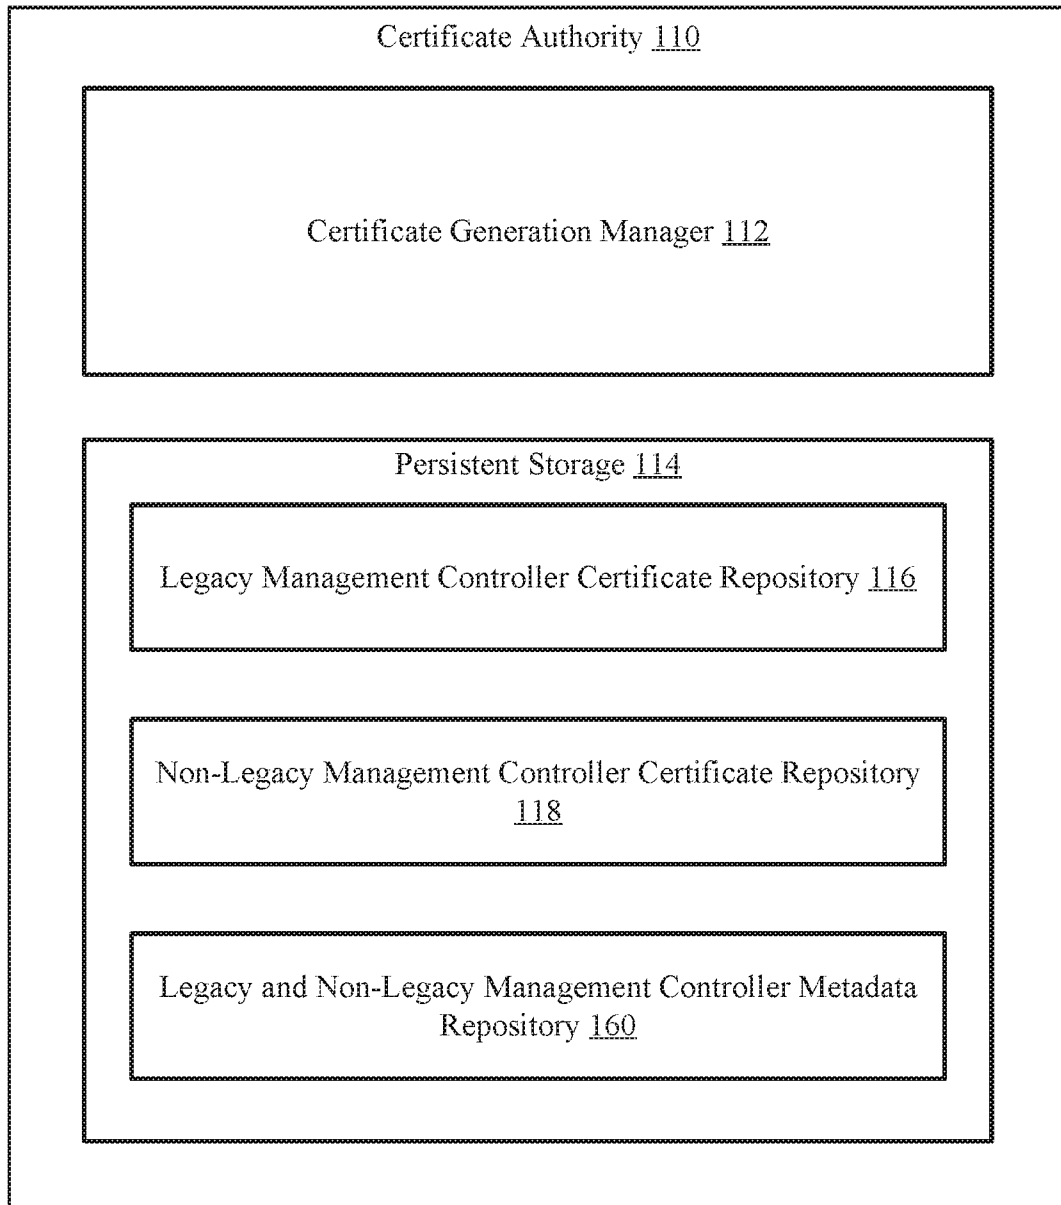 Certificate Authority 110
Certificate Generation Manager 112
Persistent Storage 114
Legacy Management Controller Certificate Repository 116
Non-Legacy Management Controller Certificate Repository
118
Legacy and Non-Legacy Management Controller Metadata
Repository 160